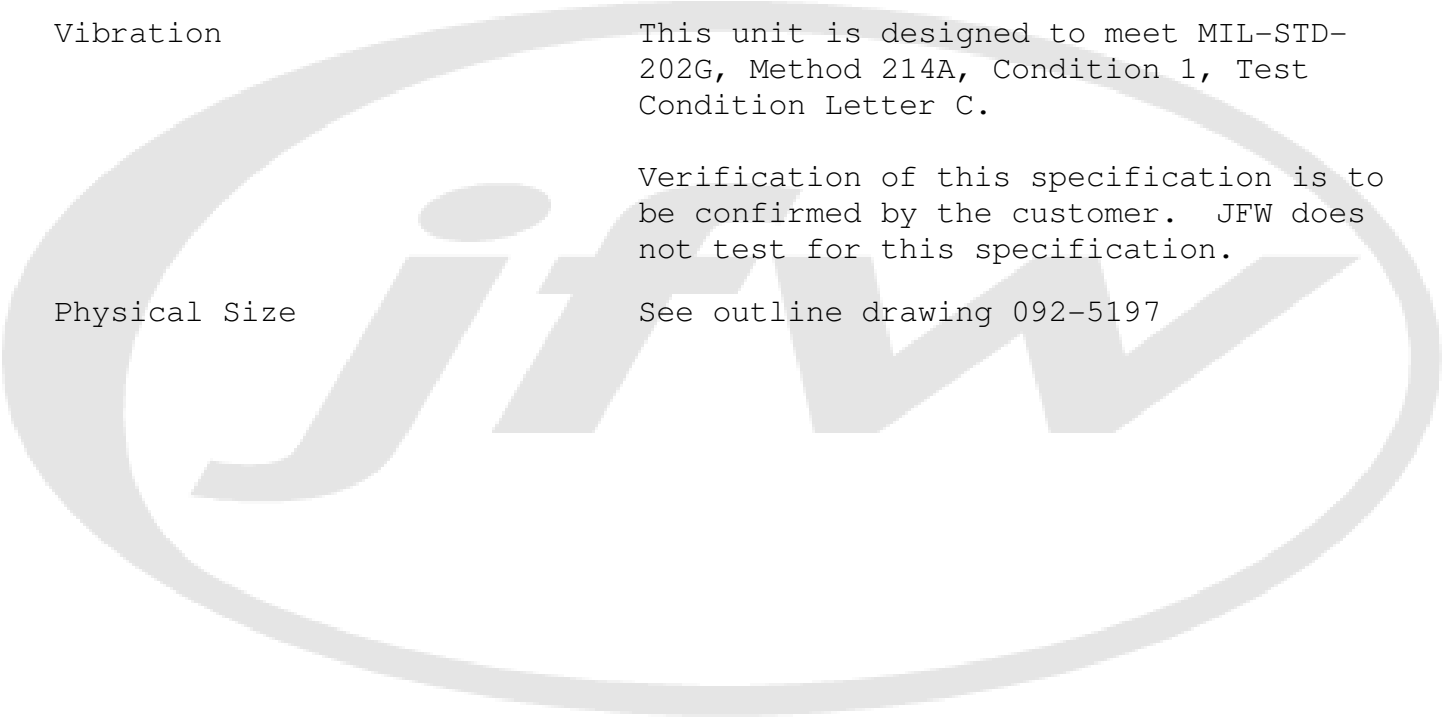 Vibration This unit is designed to meet MIL-STD-
202G, Method 214A, Condition 1, Test
Condition Letter C.
Verification of this specification is to
be confirmed by the customer. JFW does
not test for this specification.
Physical Size See outline drawing 092-5197
jfw